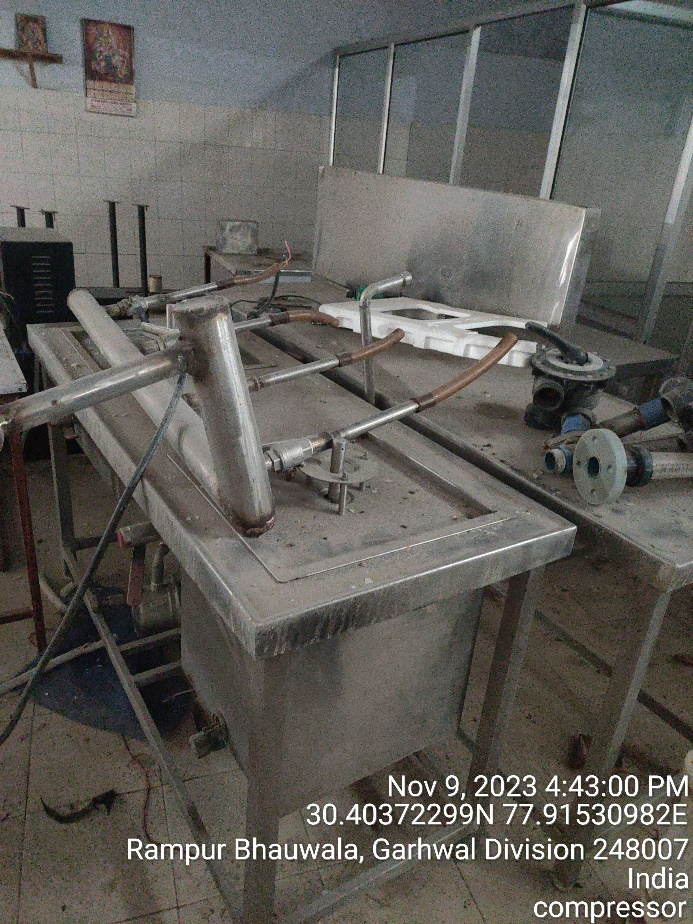 Nov 9, 2023 4:43:00 PM
30.40372299N 77.91530982E
Rampur Bhauwala, Garhwal Division 248007
India
compressor